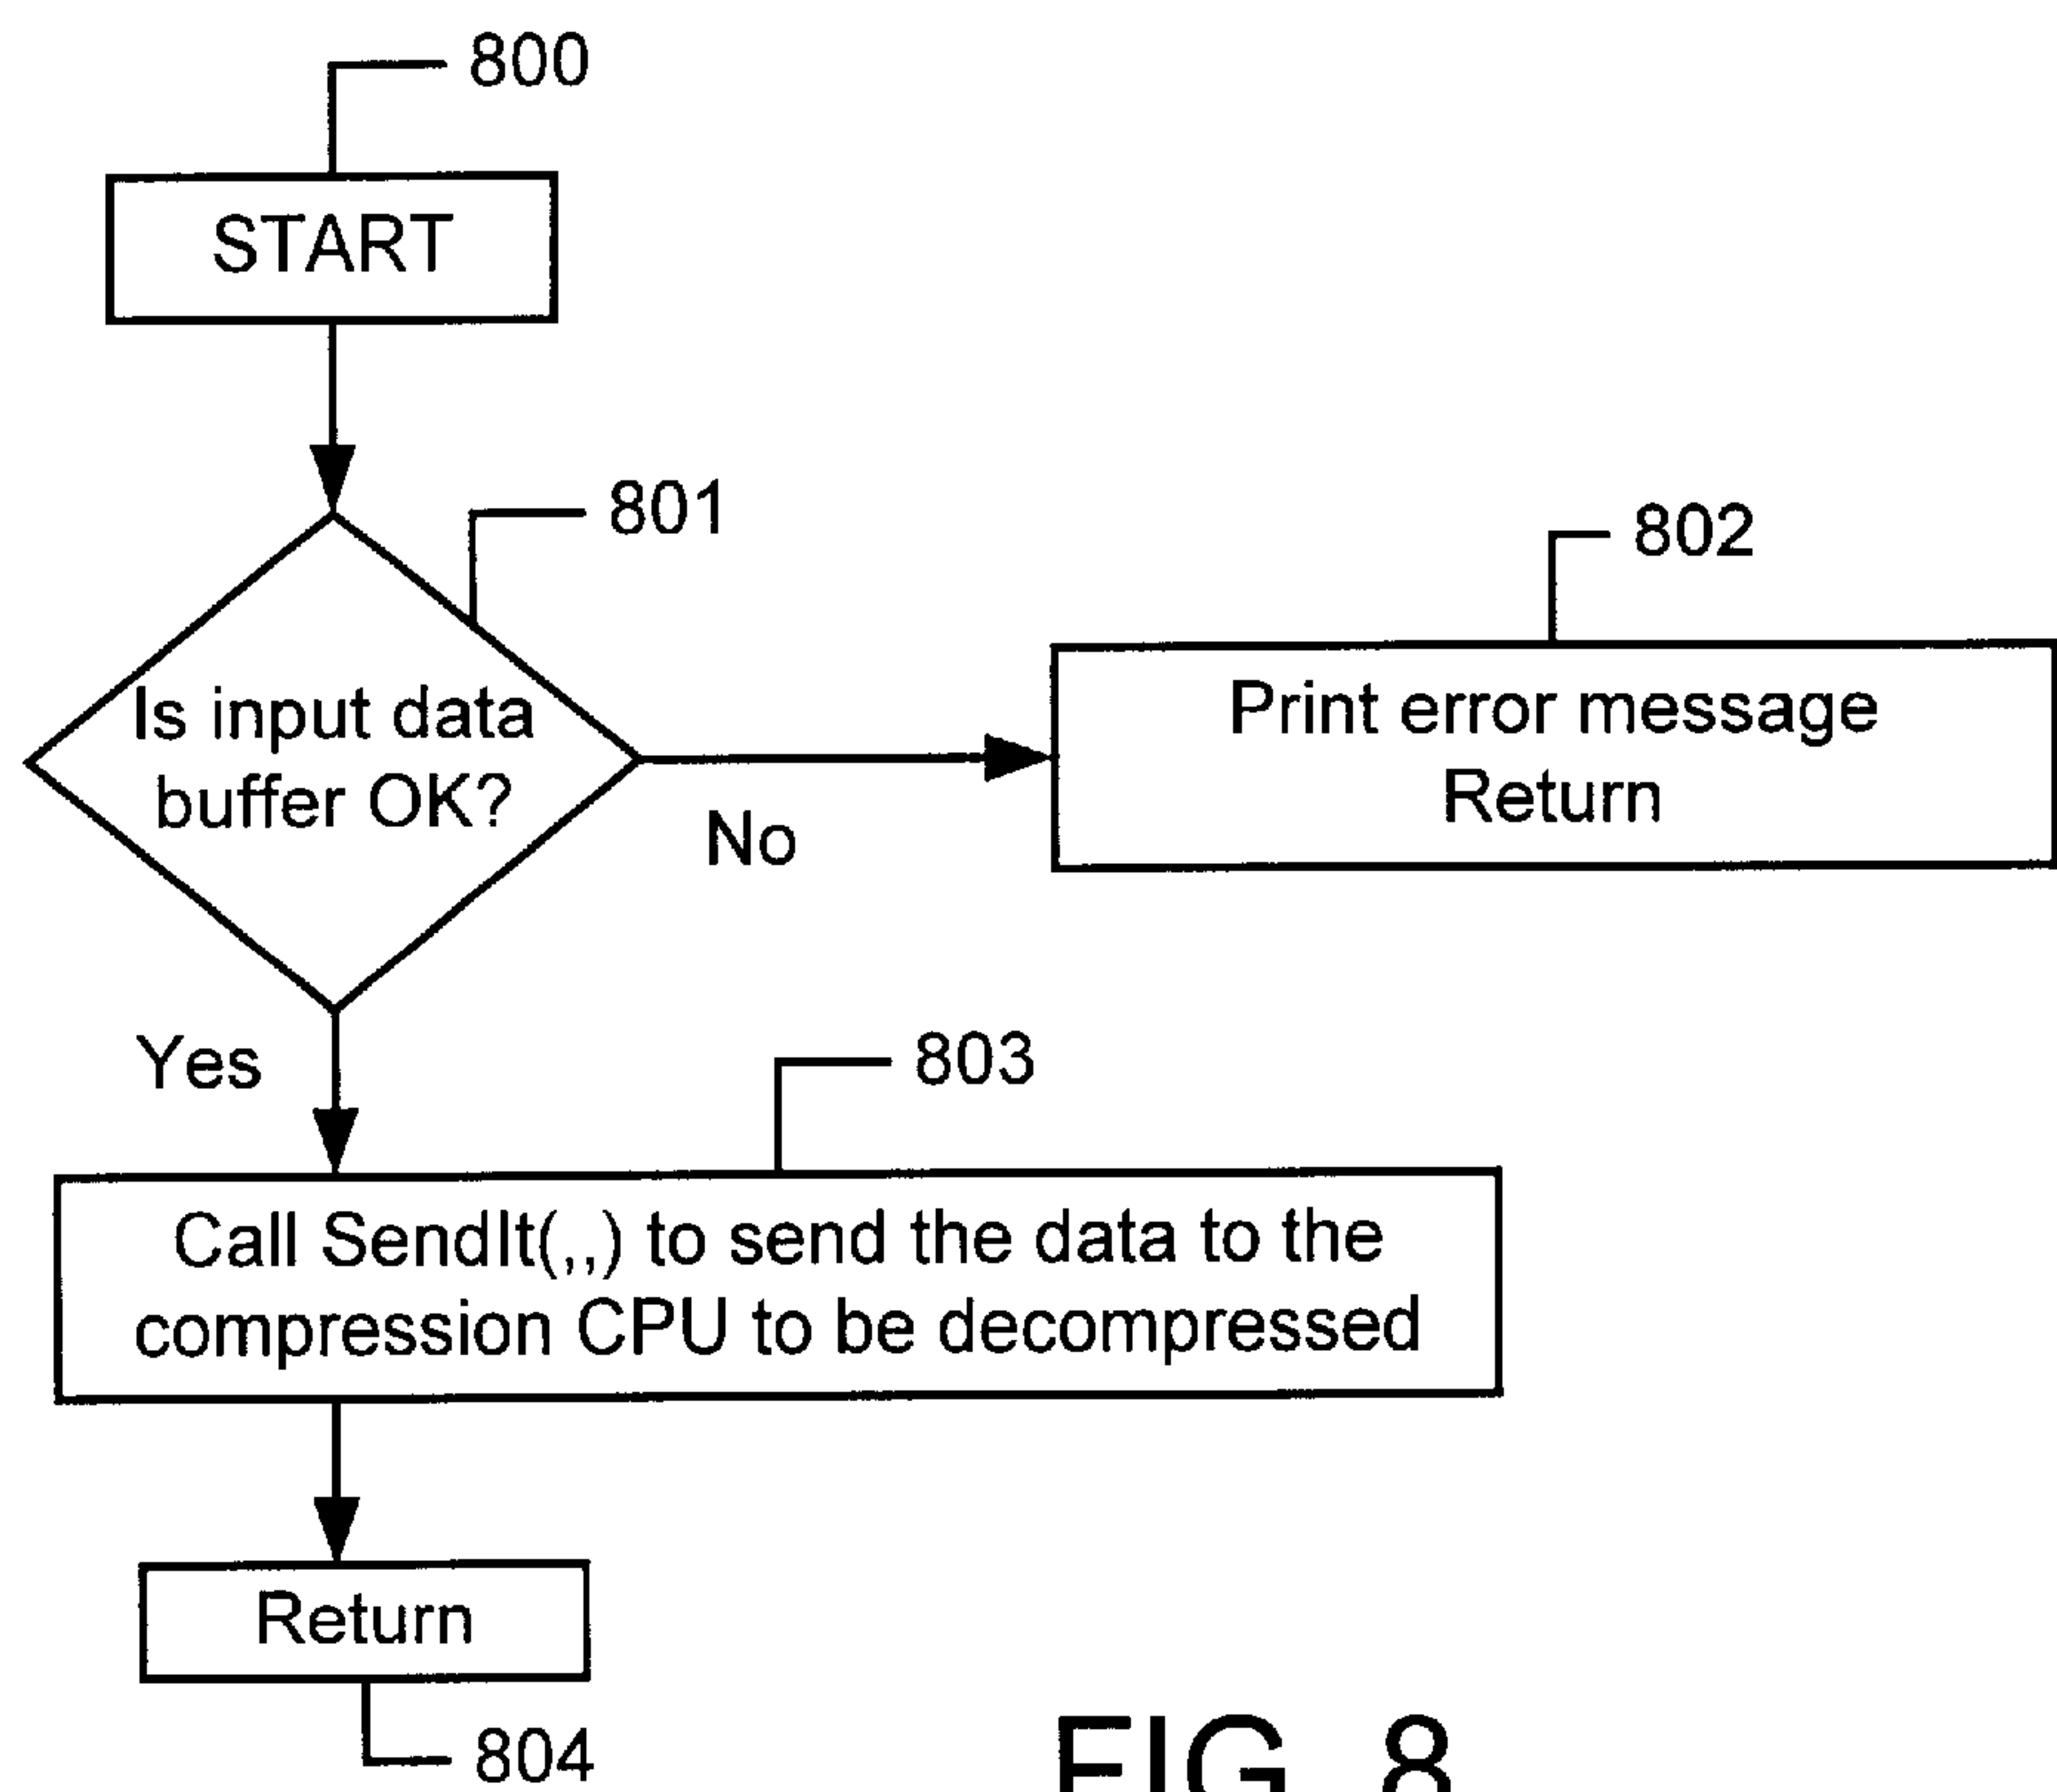 800
START
801
Is input data
buffer OK?
802
Print error message
Return
No
Yes
803
Call SendIt(,,) to send the data to the
compression CPU to be decompressed
Return
804
FIG. 8